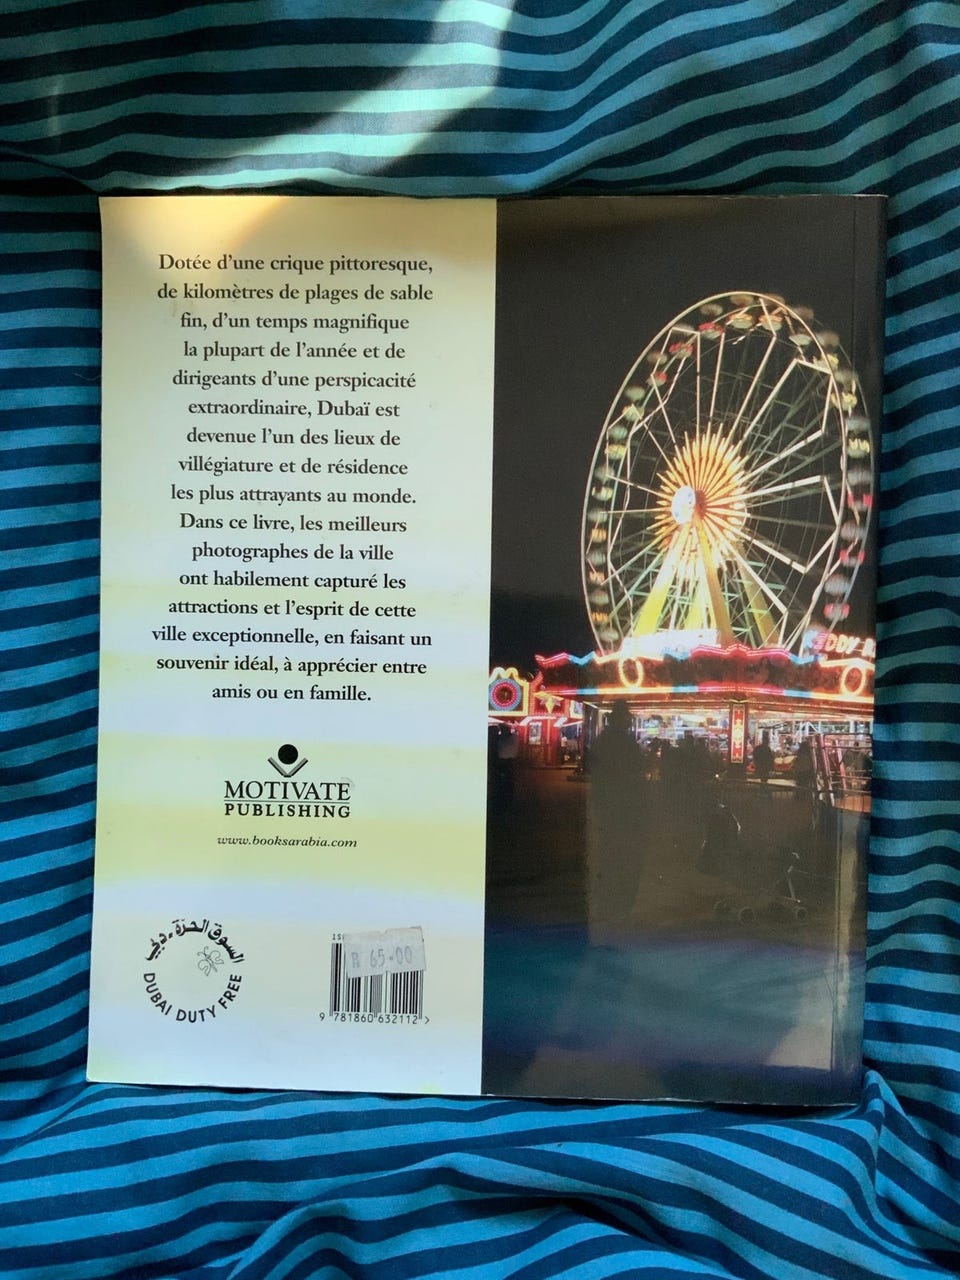 Dotée d'une crique pittoresque,
de kilomètres de plages de sable
fin, d'un temps magnifique
la plupart de l'année et de
dirigeants d'une perspicacité
extraordinaire, Dubaï est
devenue l'un des lieux de
villégiature et de résidence
les plus attrayants au monde.
Dans ce livre, les meilleurs
photographes de la ville
ont habilement capturé les
attractions et l'esprit de cette
ville exceptionnelle, en faisant un
souvenir idéal, à apprécier entre
amis ou en famille.
MOTIVATE
PUBLISHING
www.booksarabia.com
السوق الحرّة - دبي
DUBAI DUTY FREE
R 65.00
9 781860 632112 >